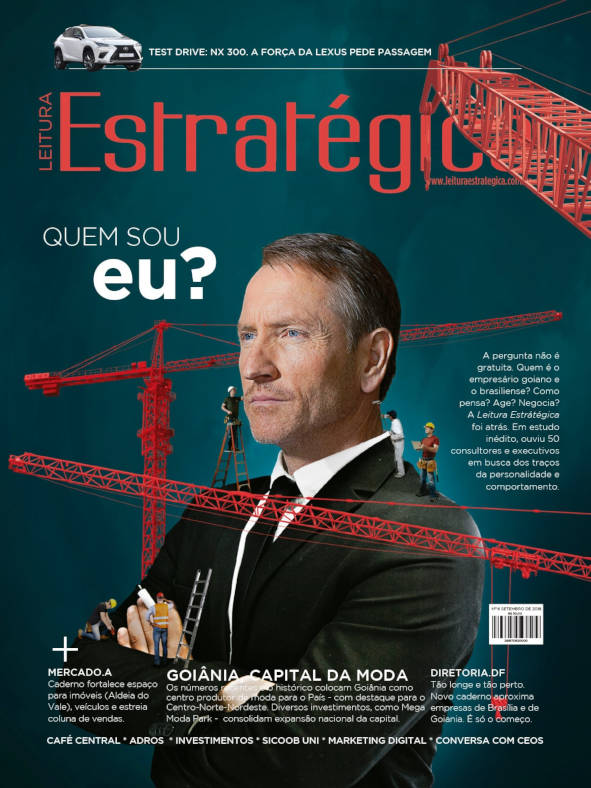 TEST DRIVE: NX 300. A FORÇA DA LEXUS PEDE PASSAGEM
LEITURA
Estratégica
www.leituraestrategica.com
QUEM SOU
eu?
A pergunta não é
gratuita. Quem é o
empresário goiano e
o brasiliense? Como
pensa? Age? Negocia?
A Leitura Estratégica
foi atrás. Em estudo
inédito, ouviu 50
consultores e executivos
em busca dos traços
da personalidade e
comportamento.
Nº 6 SETEMBRO DE 2018
+
MERCADO.A
Caderno fortalece espaço
para imóveis (Aldeia do
Vale), veículos e estreia
coluna de vendas.
GOIÂNIA, CAPITAL DA MODA
Os números recentes e o histórico colocam Goiânia como
centro produtor de moda para o País - com destaque para o
Centro-Norte-Nordeste. Diversos investimentos, como Mega
Moda Park - consolidam expansão nacional da capital.
DIRETORIA.DF
Tão longe e tão perto.
Novo caderno aproxima
empresas de Brasília e de
Goiânia. É só o começo.
CAFÉ CENTRAL * ADROS * INVESTIMENTOS * SICOOB UNI * MARKETING DIGITAL * CONVERSA COM CEOS